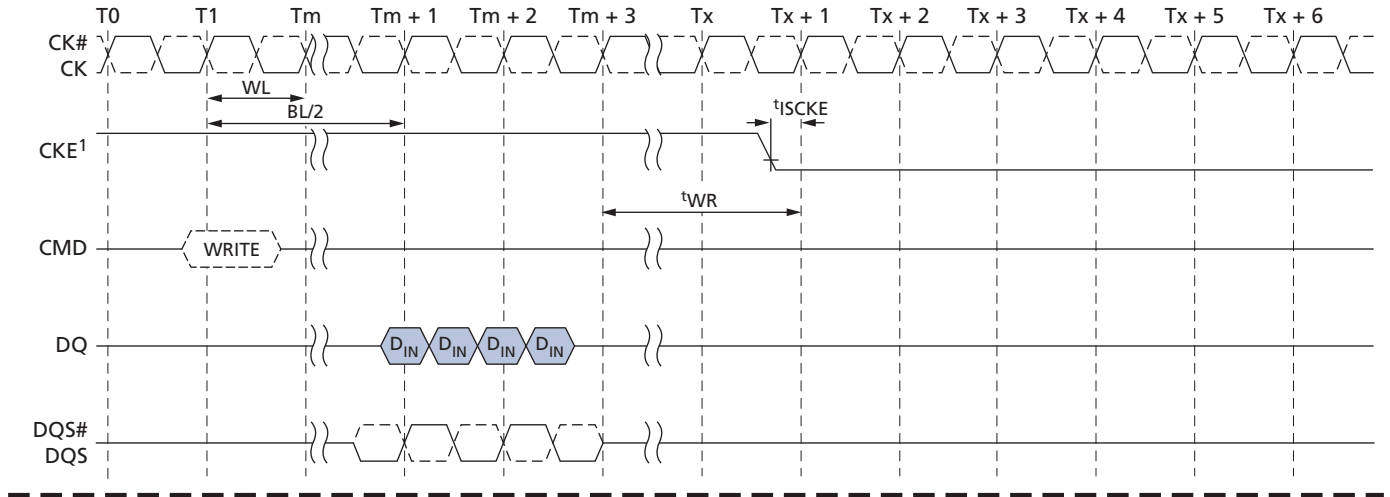 T0 T1 Tm Tm + 1 Tm + 2 Tm + 3 Tx Tx + 1 Tx + 2 Tx + 3 Tx + 4 Tx + 5 Tx + 6
CK#
CK
WL
BL/2
tISCKE
CKE1
tWR
CMD WRITE
DQ DIN DIN DIN DIN
DQS#
DQS